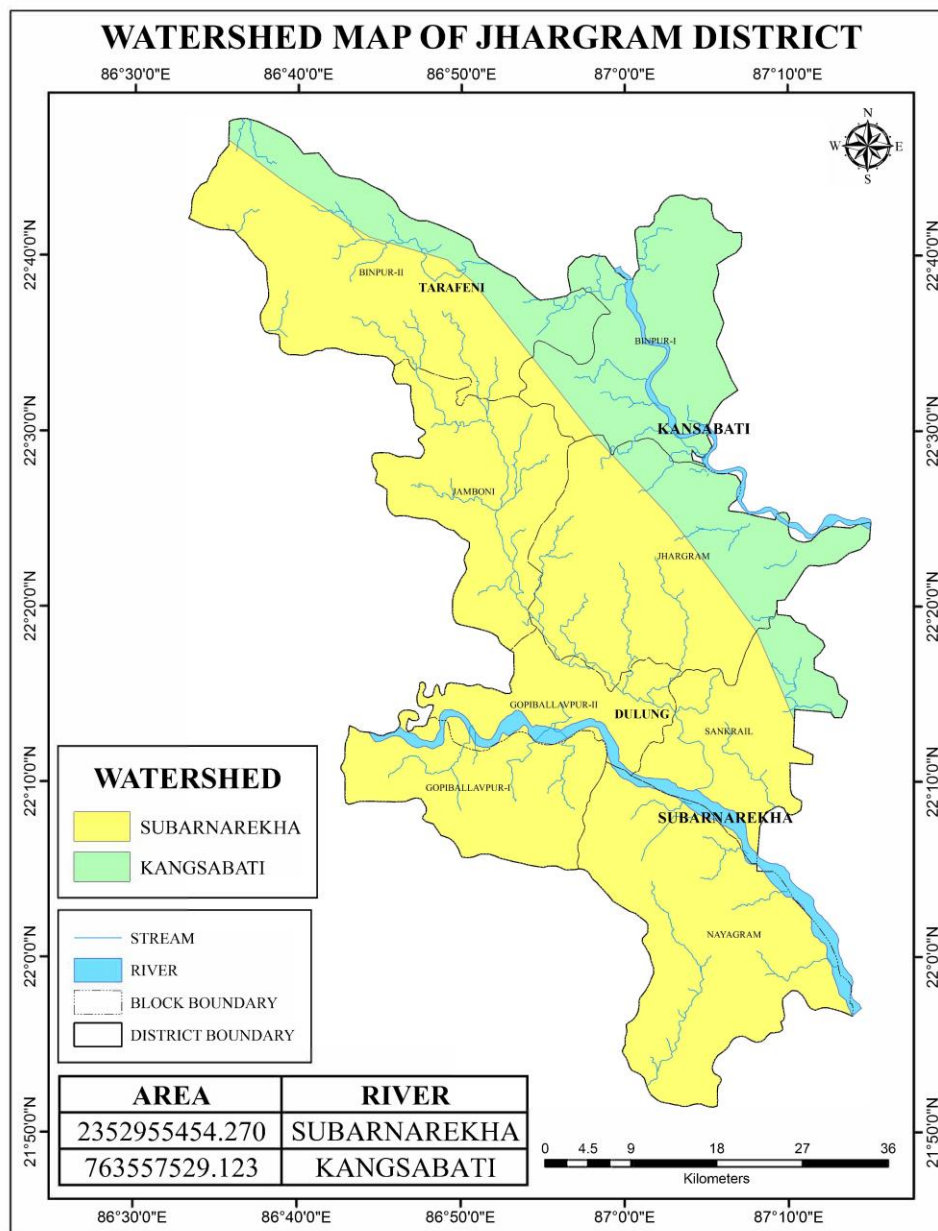 WATERSHED MAP OF JHARGRAM DISTRICT
86°30'0"E 86°40'0"E 86°50'0"E 87°0'0"E 87°10'0"E
N
W E
S
22°40'0"N 22°40'0"N
BINPUR-II
TARAFENI
BINPUR-I
22°30'0"N 22°30'0"N
KANSABATI
JAMBONI
JHARGRAM
22°20'0"N 22°20'0"N
GOPIBALLAVPUR-II
DULUNG
SANKRAIL
22°10'0"N 22°10'0"N
GOPIBALLAVPUR-I
SUBARNAREKHA
NAYAGRAM
22°0'0"N 22°0'0"N
21°50'0"N 21°50'0"N
WATERSHED
SUBARNAREKHA
KANGSABATI
STREAM
RIVER
BLOCK BOUNDARY
DISTRICT BOUNDARY
AREA RIVER
2352955454.270 SUBARNAREKHA
763557529.123 KANGSABATI
0 4.5 9 18 27 36
Kilometers
86°30'0"E 86°40'0"E 86°50'0"E 87°0'0"E 87°10'0"E